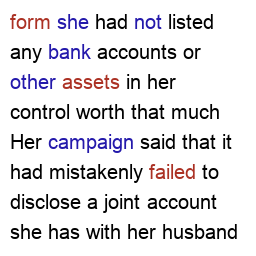 form she had not listed
any bank accounts or
other assets in her
control worth that much
Her campaign said that it
had mistakenly failed to
disclose a joint account
she has with her husband